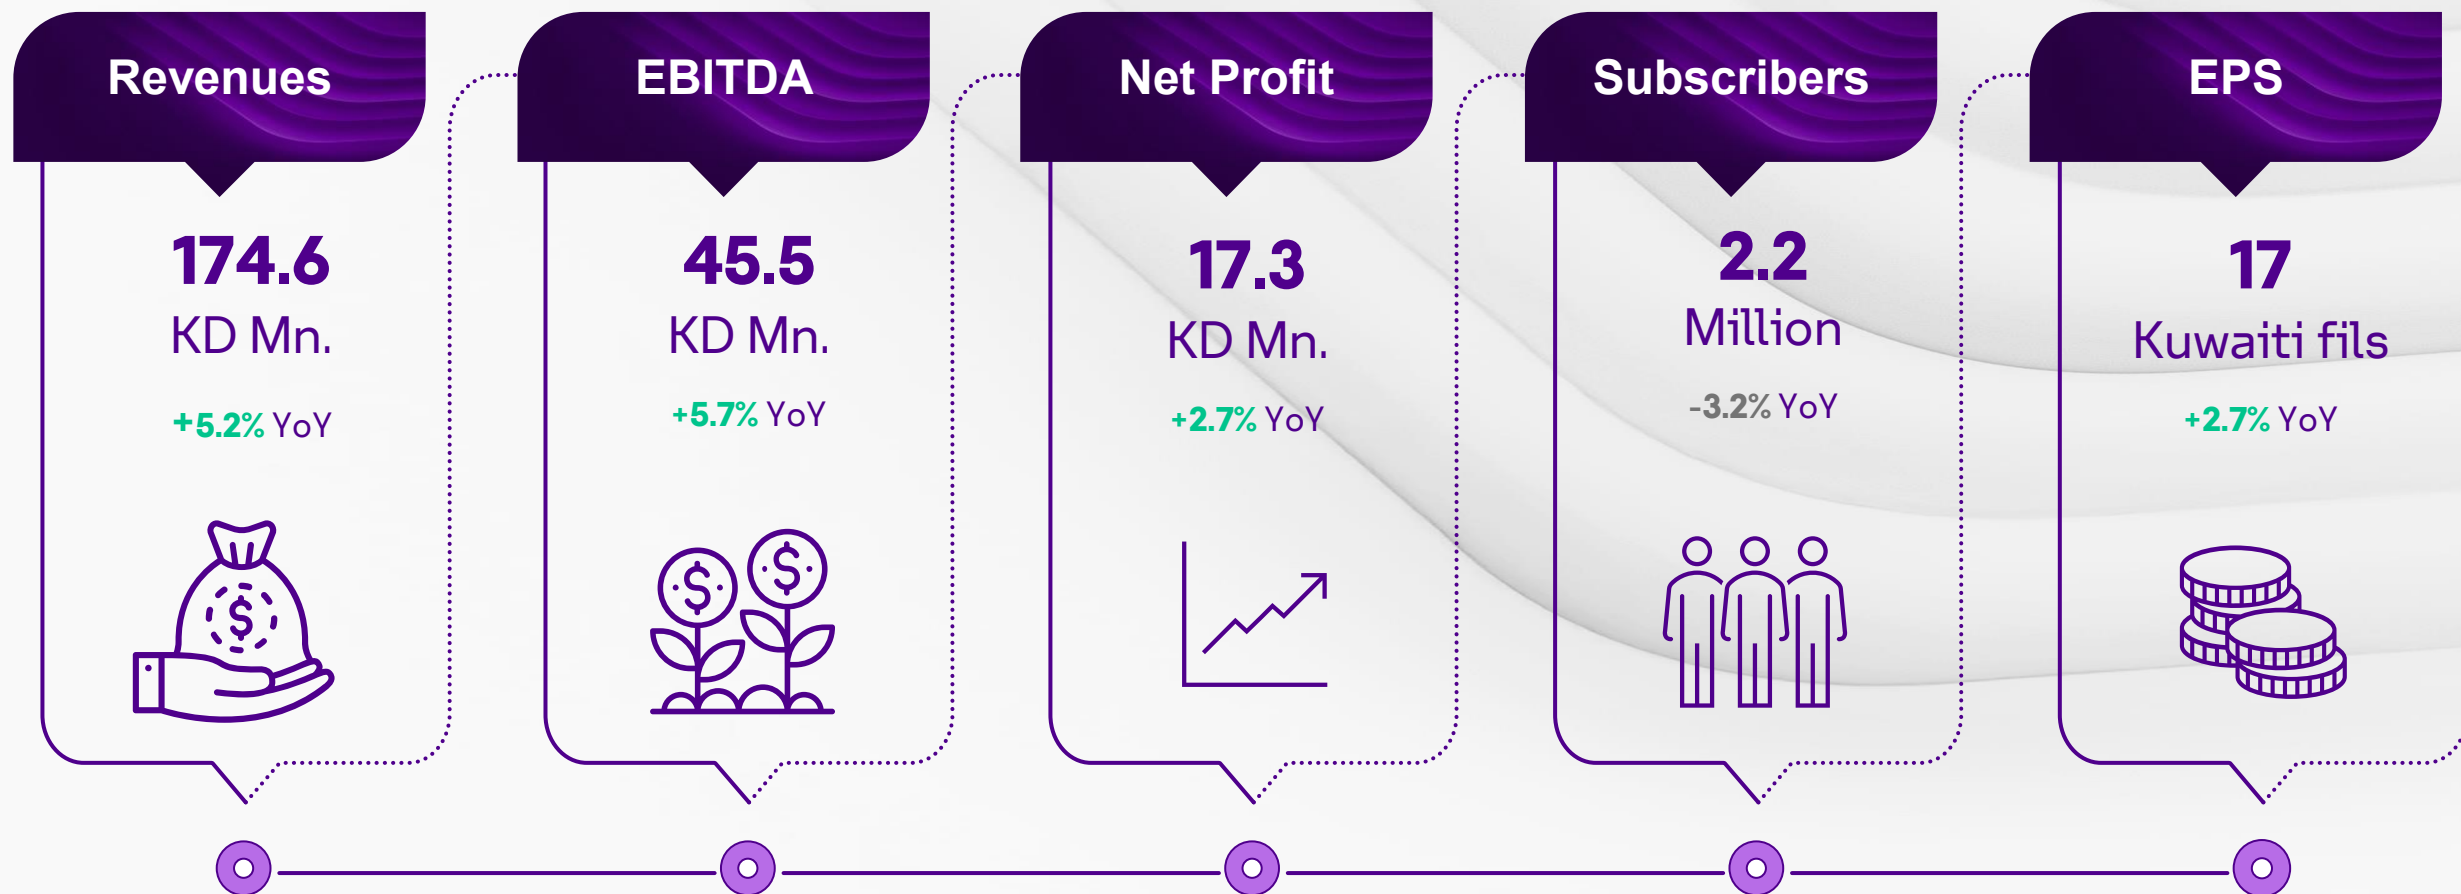 Revenues
174.6
KD Mn.
+5.2% YoY
EBITDA
45.5
KD Mn.
+5.7% YoY
Net Profit
17.3
KD Mn.
+2.7% YoY
Subscribers
2.2
Million
-3.2% YoY
EPS
17
Kuwaiti fils
+2.7% YoY